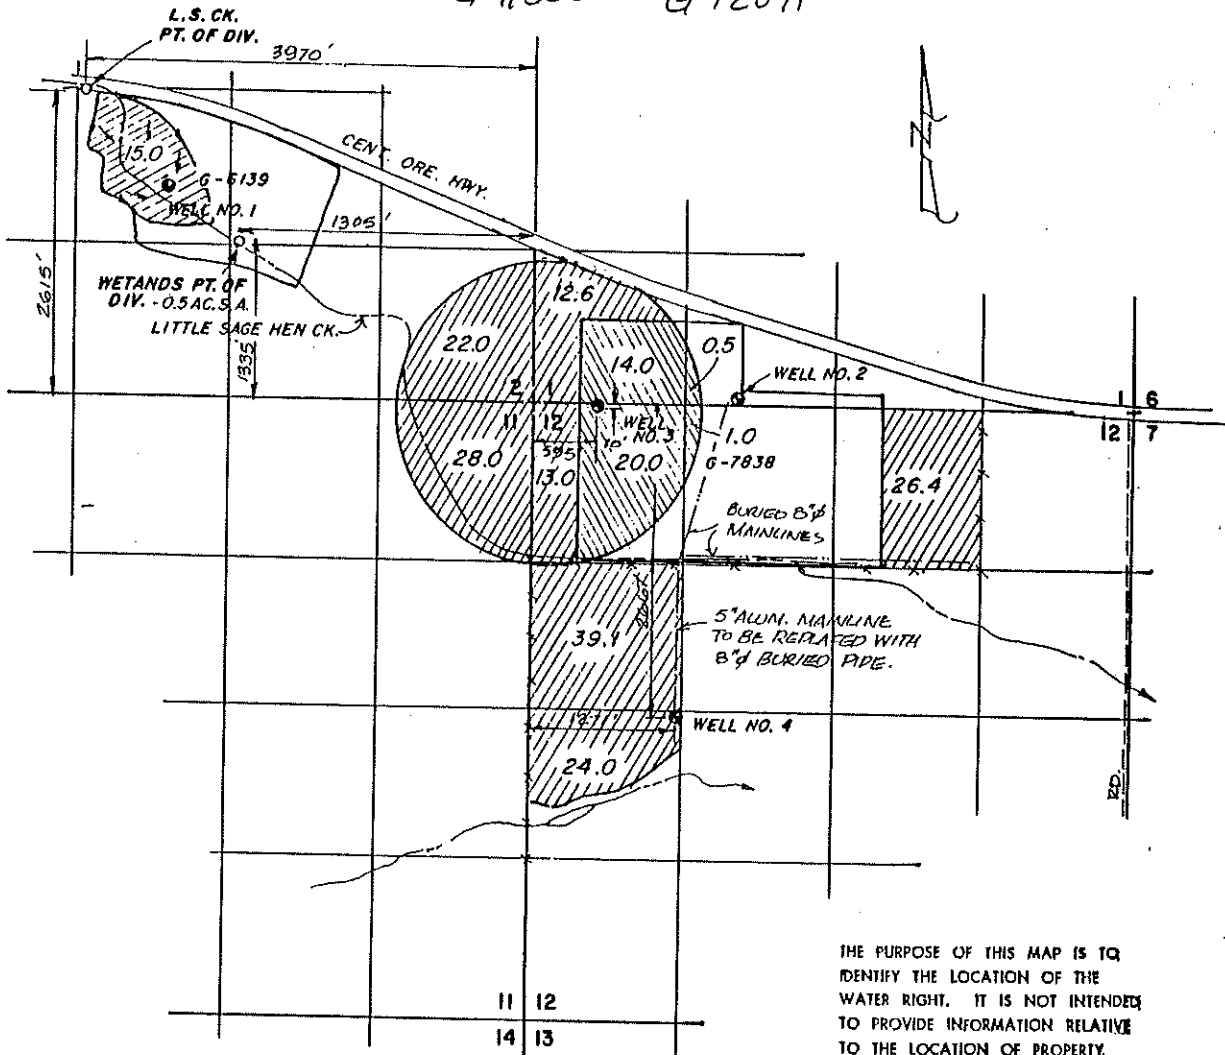 L.S. CK.
PT. OF DIV.
3970'
15.0
G-6139
WELL NO. 1
CENT. ORE. HWY.
N
1305'
2615'
WETANDS PT. OF
DIV. - 0.5 AC. S.A.
LITTLE SAGE HEN CK.
1335'
12.6
22.0
14.0
0.5
WELL NO. 2
2 1
11 12
WELL
NO. 3
1 6
12 7
595
10'
28.0
13.0
20.0
1.0
G-7838
26.4
BURIED 8"φ
MAINLINES
39.1
5" ALUM. MAINLINE
TO BE REPLACED WITH
8"φ BURIED PIPE.
WELL NO. 4
24.0
RD.
11 12
14 13
THE PURPOSE OF THIS MAP IS TO
IDENTIFY THE LOCATION OF THE
WATER RIGHT. IT IS NOT INTENDED
TO PROVIDE INFORMATION RELATIVE
TO THE LOCATION OF PROPERTY